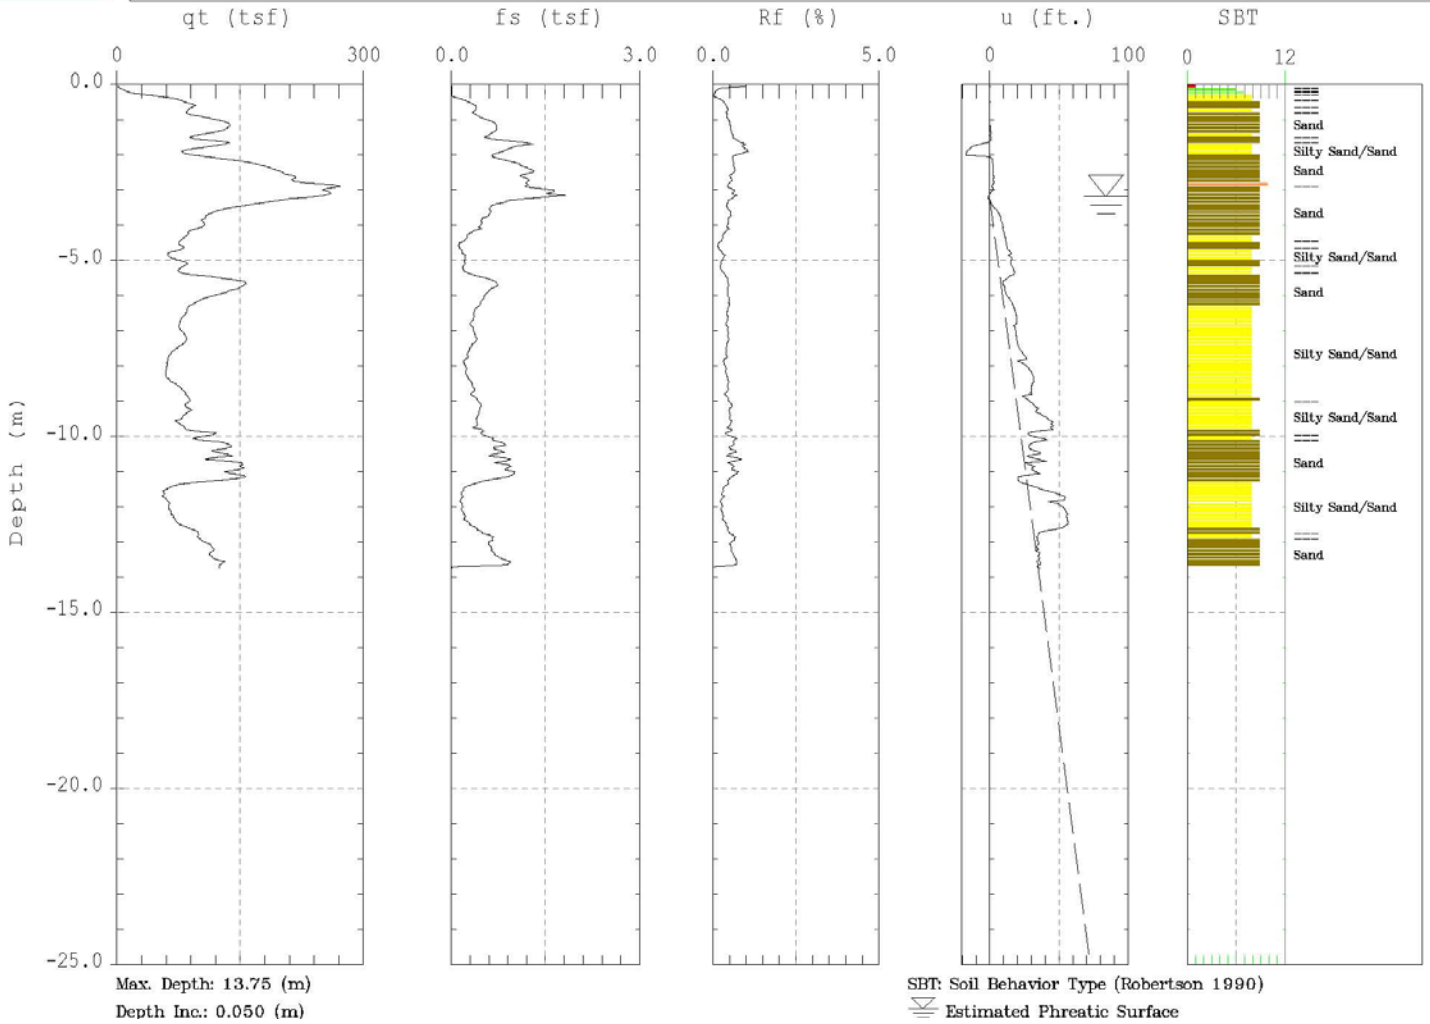 qt (tsf) fs (tsf) Rf (%) u (ft.) SBT
0 300 0.0 3.0 0.0 5.0 0 100 0 12
0.0
Sand
Silty Sand/Sand
Sand
Sand
-5.0
Silty Sand/Sand
Sand
Silty Sand/Sand
Silty Sand/Sand
-10.0
Sand
Silty Sand/Sand
Sand
-15.0
-20.0
-25.0
Depth (m)
Max. Depth: 13.75 (m)
Depth Inc.: 0.050 (m)
SBT: Soil Behavior Type (Robertson 1990)
Estimated Phreatic Surface